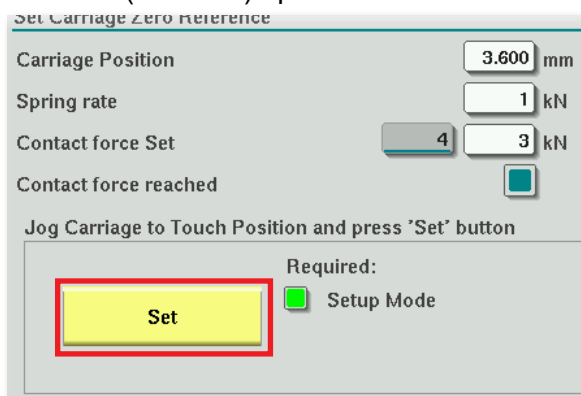 Set Carriage Zero Reference
Carriage Position 3.600 mm
Spring rate 1 kN
Contact force Set 4 3 kN
Contact force reached
Jog Carriage to Touch Position and press 'Set' button
Required:
Setup Mode
Set